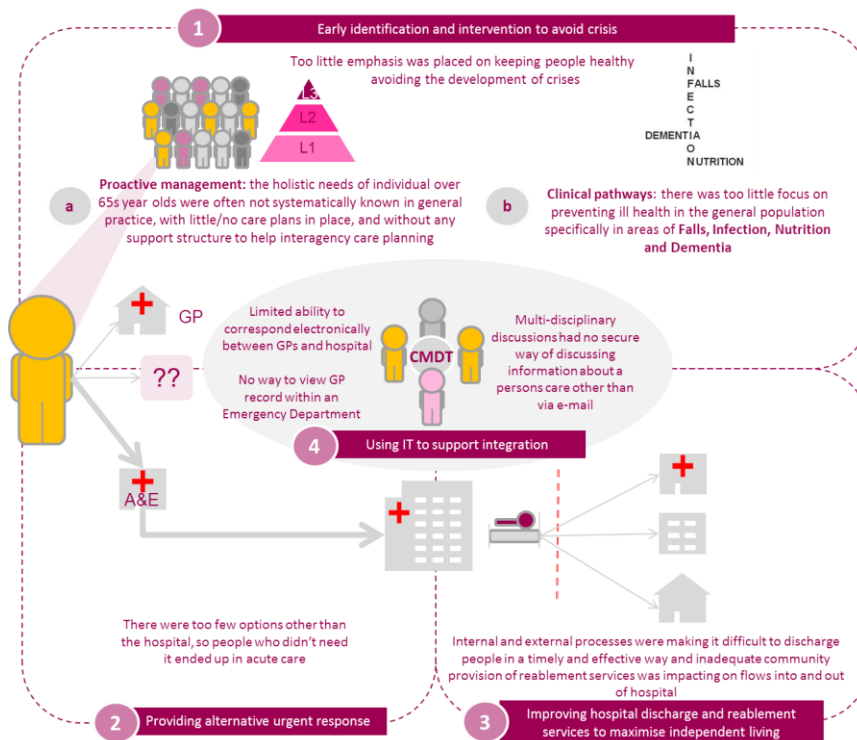 1
Early identification and intervention to avoid crisis
Too little emphasis was placed on keeping people healthy
avoiding the development of crises
L3
L2
L1
I
N
FALLS
E
C
T
DEMENTIA
O
NUTRITION
a
Proactive management: the holistic needs of individual over
65s year olds were often not systematically known in general
practice, with little/no care plans in place, and without any
support structure to help interagency care planning
b
Clinical pathways: there was too little focus on
preventing ill health in the general population
specifically in areas of Falls, Infection, Nutrition
and Dementia
GP
??
A&E
Limited ability to
correspond electronically
between GPs and hospital
No way to view GP
record within an
Emergency Department
CMDT
Multi-disciplinary
discussions had no secure
way of discussing
information about a
persons care other than
via e-mail
4
Using IT to support integration
There were too few options other than
the hospital, so people who didn't need
it ended up in acute care
2
Providing alternative urgent response
Internal and external processes were making it difficult to discharge
people in a timely and effective way and inadequate community
provision of reablement services was impacting on flows into and out
of hospital
3
Improving hospital discharge and reablement
services to maximise independent living